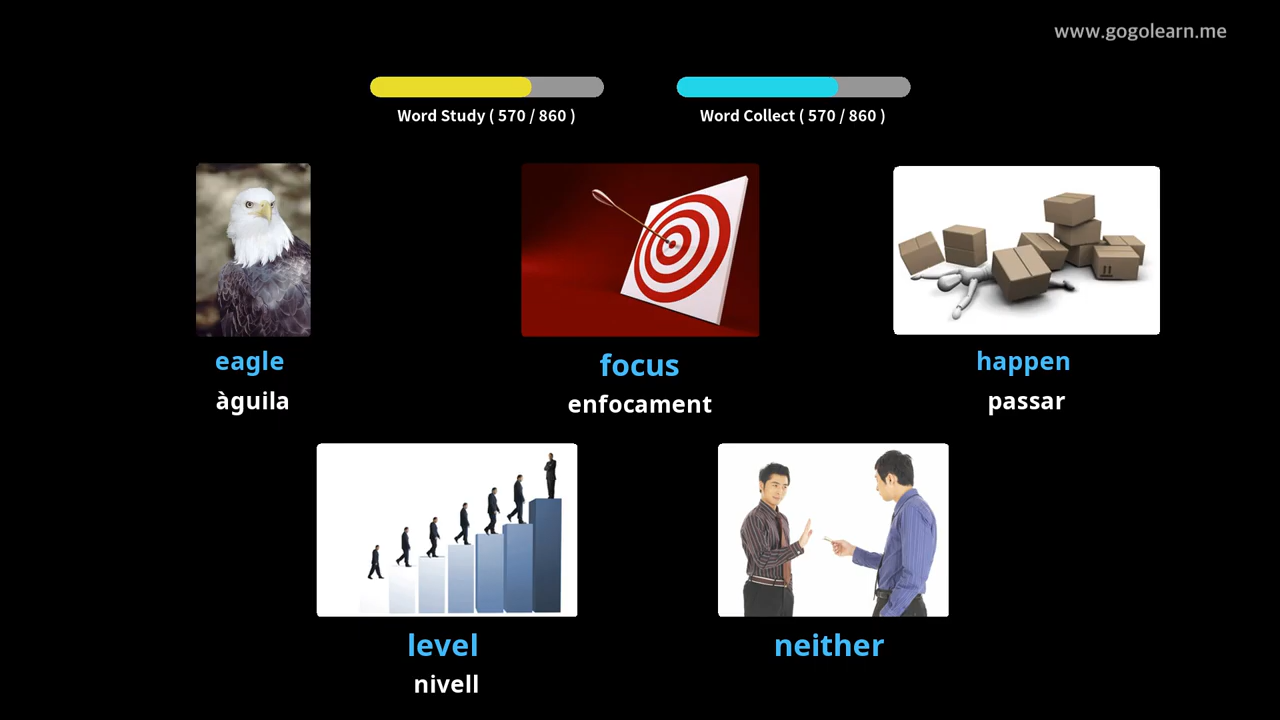 www.gogolearn.me
Word Study ( 570 / 860 )
Word Collect ( 570 / 860 )
eagle
àguila
focus
enfocament
happen
passar
level
nivell
neither